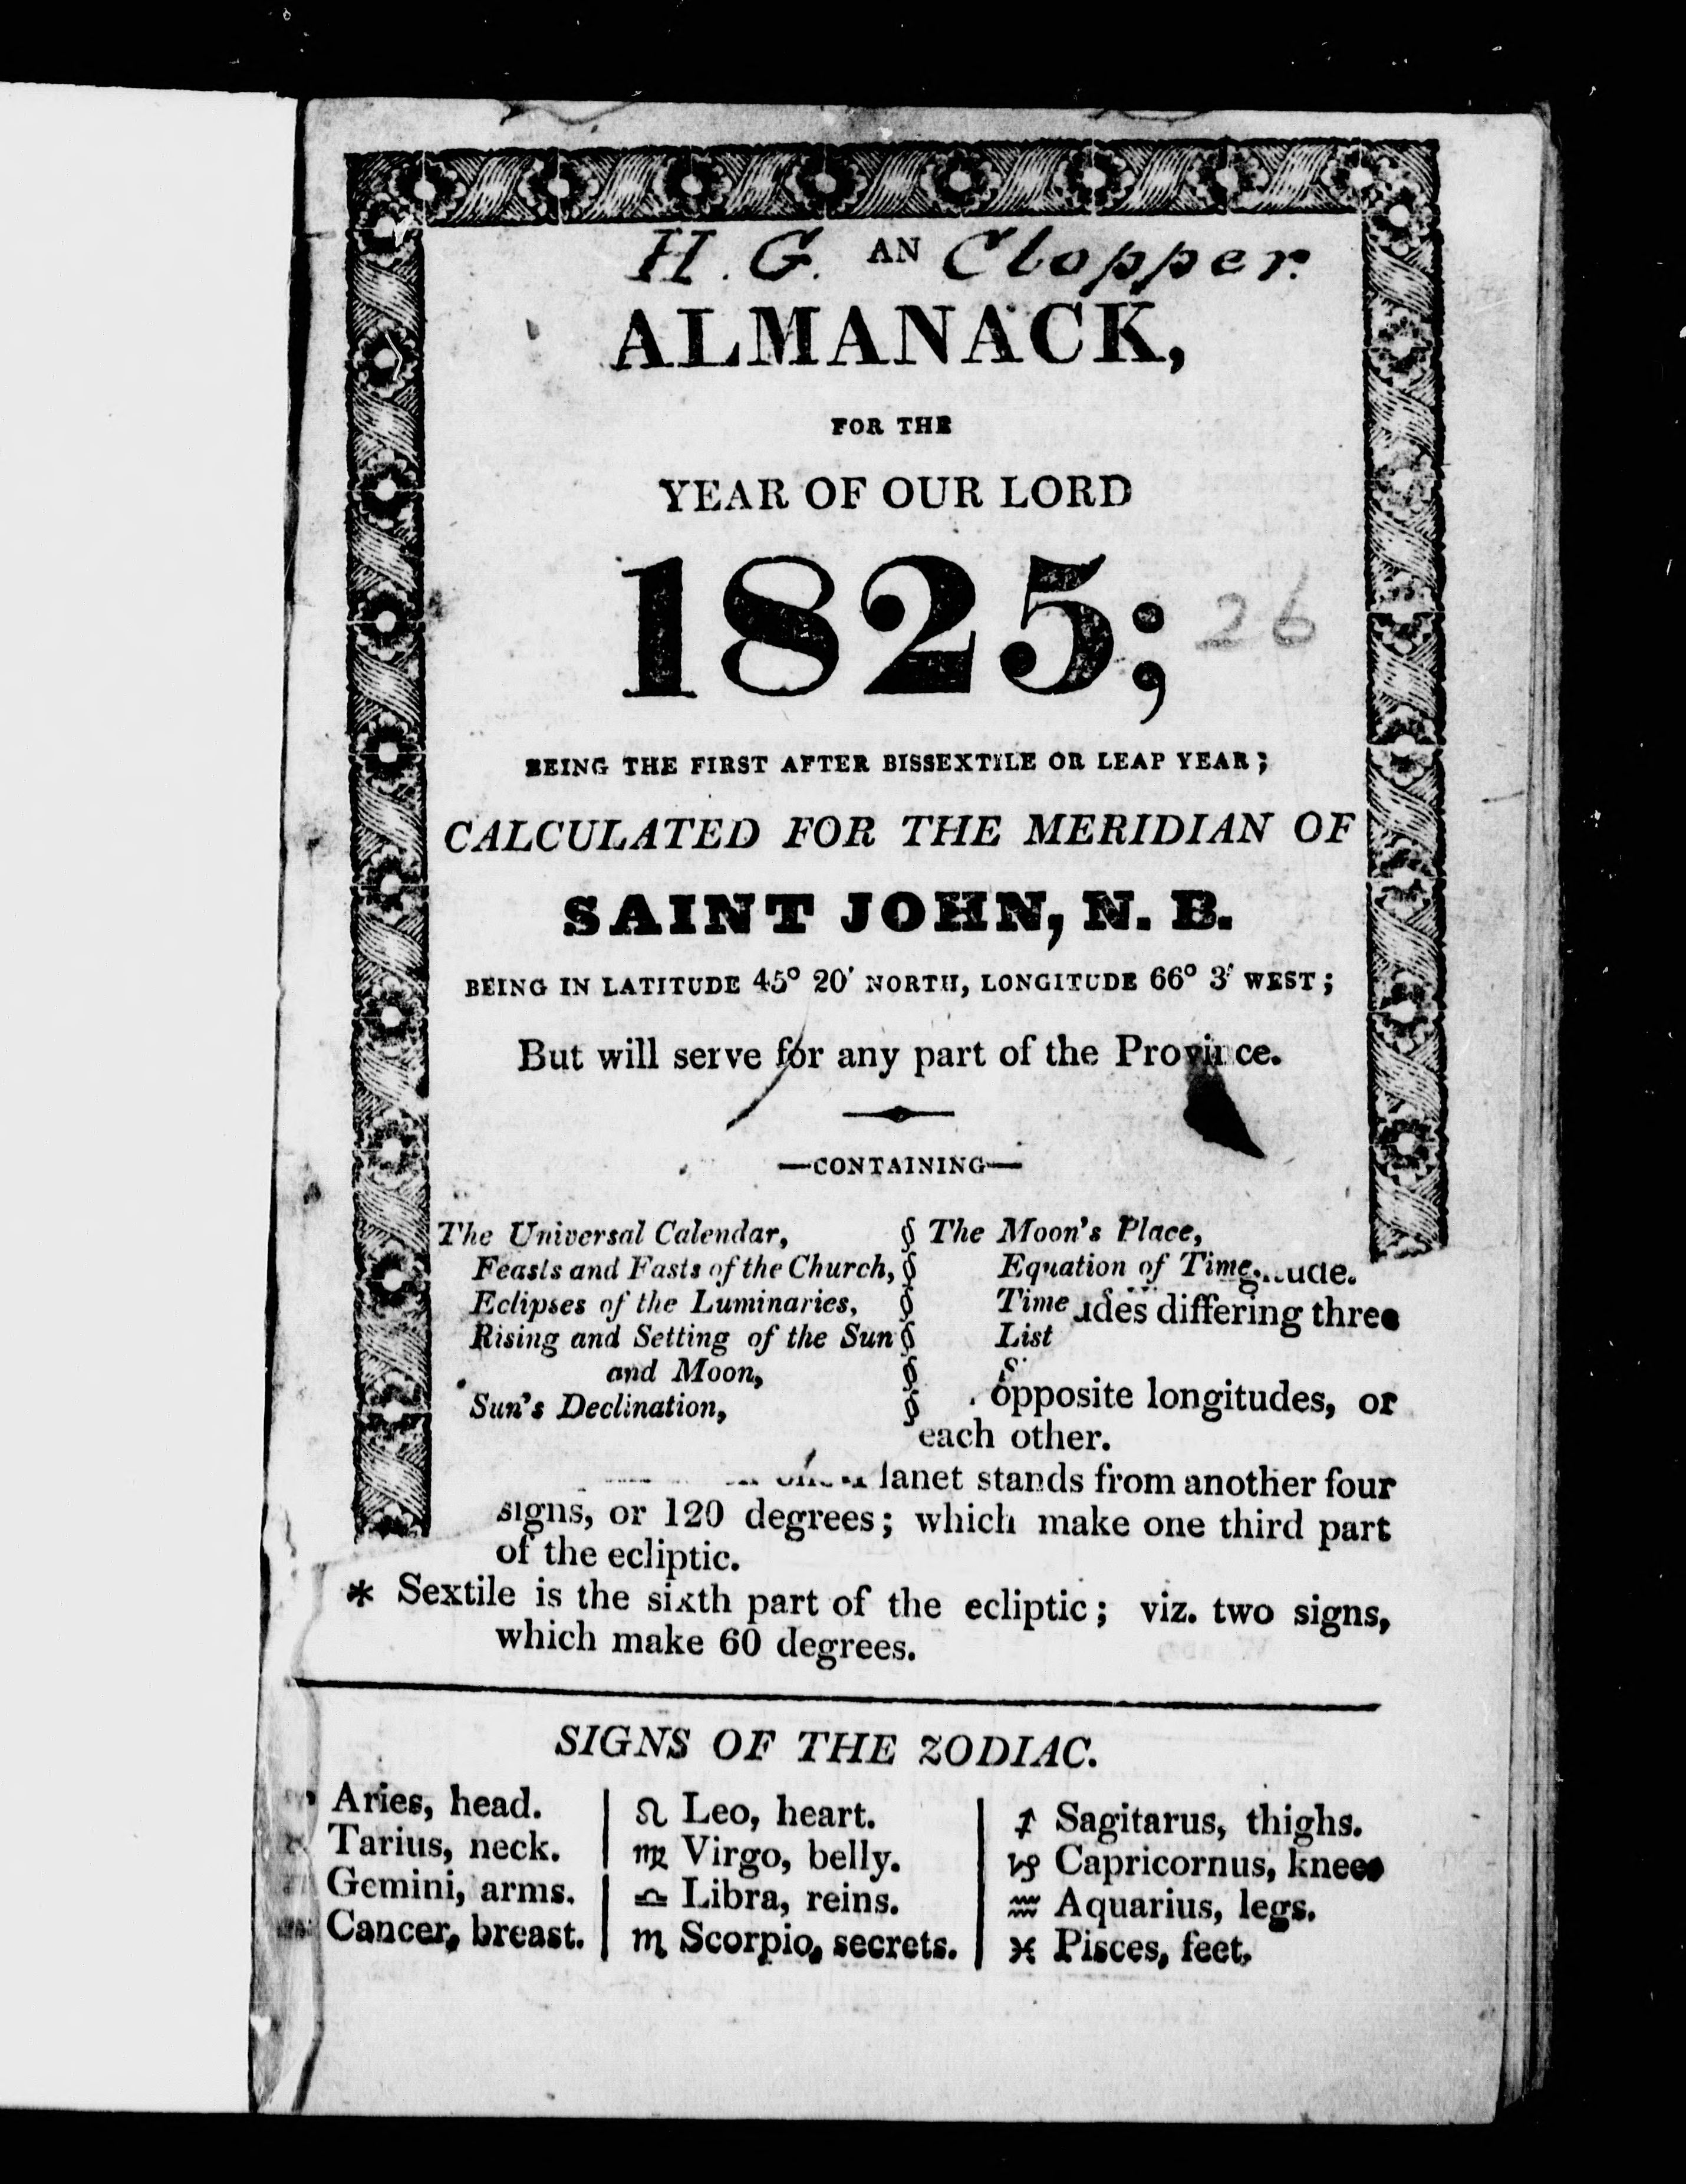 H. G. AN Clopper.
ALMANACK,
FOR THE
YEAR OF OUR LORD
1825; 26
BEING THE FIRST AFTER BISSEXTILE OR LEAP YEAR;
CALCULATED FOR THE MERIDIAN OF
SAINT JOHN, N. B.
BEING IN LATITUDE 45° 20' NORTH, LONGITUDE 66° 3' WEST;
But will serve for any part of the Province.
—CONTAINING—
The Universal Calendar, § The Moon's Place,
Feasts and Fasts of the Church, § Equation of Time,
Eclipses of the Luminaries, § Time differing three
Rising and Setting of the Sun § List
and Moon, §
Sun's Declination, § opposite longitudes, or
each other.
stands from another four
signs, or 120 degrees; which make one third part
of the ecliptic.
* Sextile is the sixth part of the ecliptic; viz. two signs,
which make 60 degrees.
SIGNS OF THE ZODIAC.
Aries, head. | ♌ Leo, heart. | ♐ Sagitarus, thighs.
Tarius, neck. | ♍ Virgo, belly. | ♑ Capricornus, knees
Gemini, arms. | ♎ Libra, reins. | ♒ Aquarius, legs.
Cancer, breast. | ♏ Scorpio, secrets. | ♓ Pisces, feet.